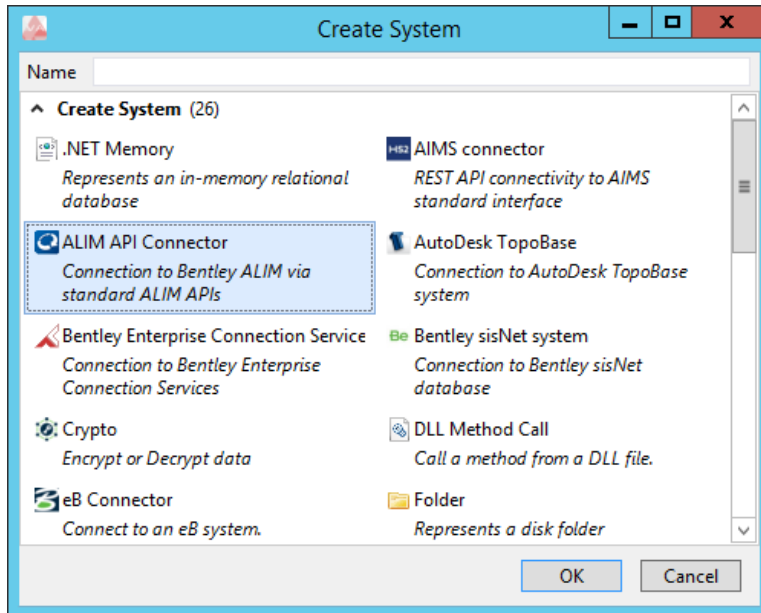 Create System
Name
Create System (26)
.NET Memory
Represents an in-memory relational
database
HS2 AIMS connector
REST API connectivity to AIMS
standard interface
ALIM API Connector
Connection to Bentley ALIM via
standard ALIM APIs
AutoDesk TopoBase
Connection to AutoDesk TopoBase
system
Bentley Enterprise Connection Service
Connection to Bentley Enterprise
Connection Services
Be Bentley sisNet system
Connection to Bentley sisNet
database
Crypto
Encrypt or Decrypt data
DLL Method Call
Call a method from a DLL file.
eB Connector
Connect to an eB system.
Folder
Represents a disk folder
OK
Cancel